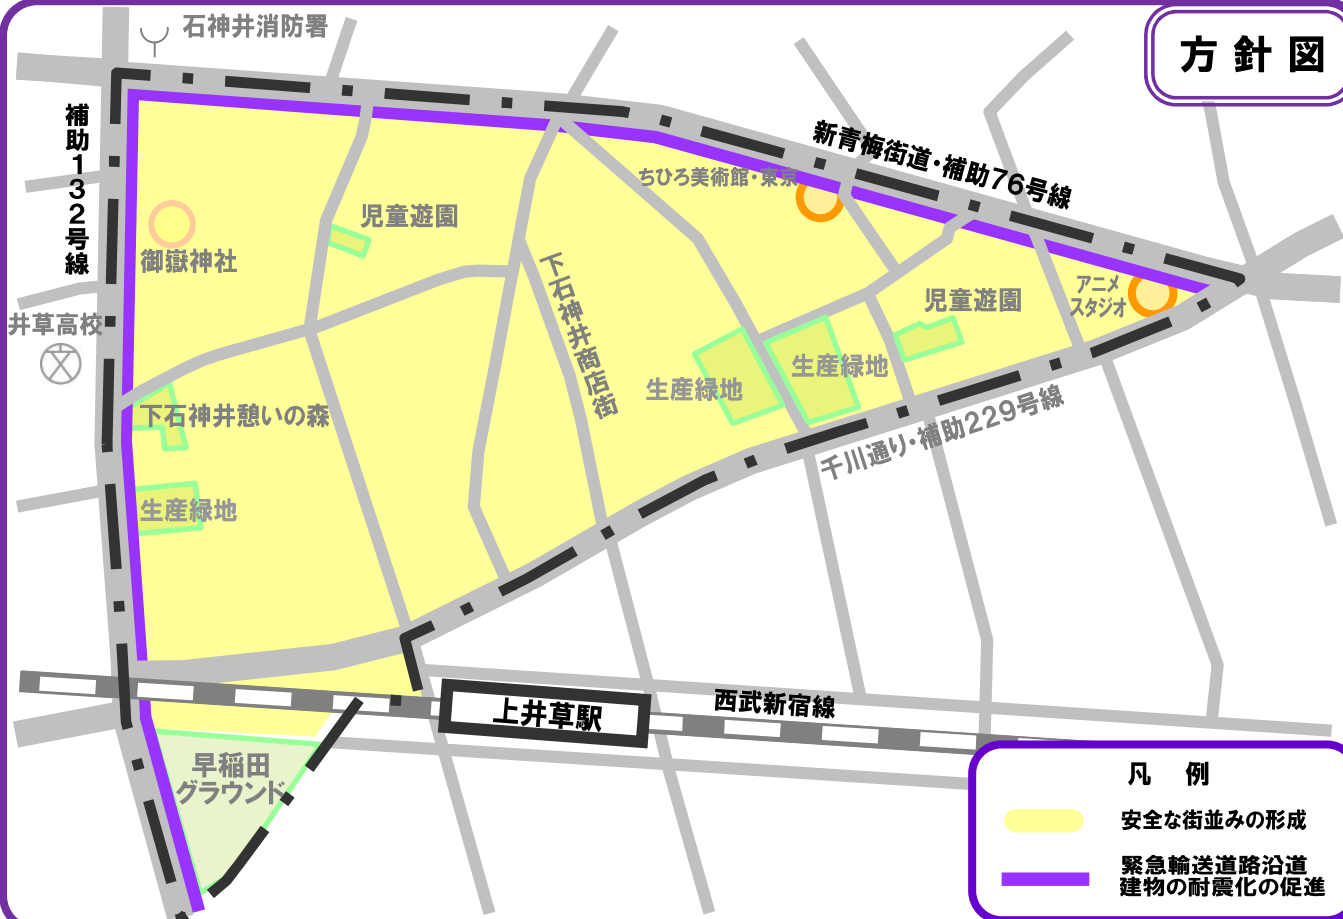 方針図
石神井消防署
補助132号線
新青梅街道・補助76号線
ちひろ美術館・東京
児童遊園
御嶽神社
下石神井商店街
アニメ
スタジオ
児童遊園
井草高校
生産緑地
生産緑地
下石神井憩いの森
千川通り・補助229号線
生産緑地
西武新宿線
上井草駅
早稲田
グラウンド
凡 例
安全な街並みの形成
緊急輸送道路沿道
建物の耐震化の促進